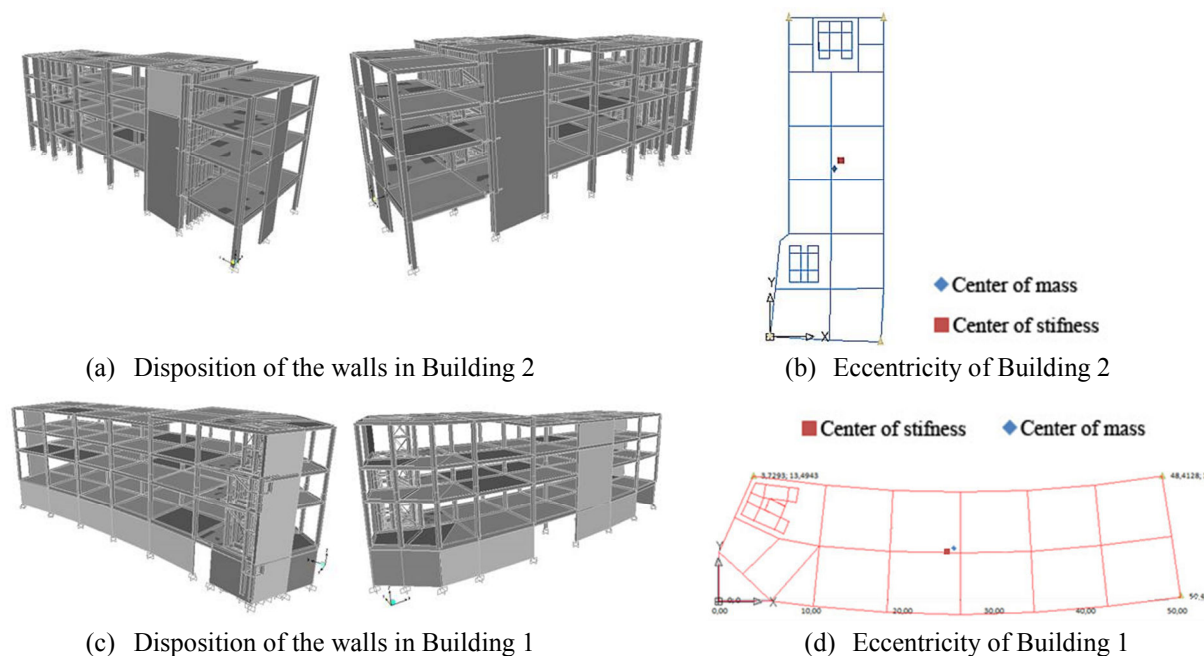 Y
X
Center of mass
Center of stifness
(a) Disposition of the walls in Building 2
(b) Eccentricity of Building 2
Center of stifness
Center of mass
3,7293; 13,4943
48,4128;
Y
X
50,4
0,00
10,00
20,00
30,00
40,00
50,00
(c) Disposition of the walls in Building 1
(d) Eccentricity of Building 1